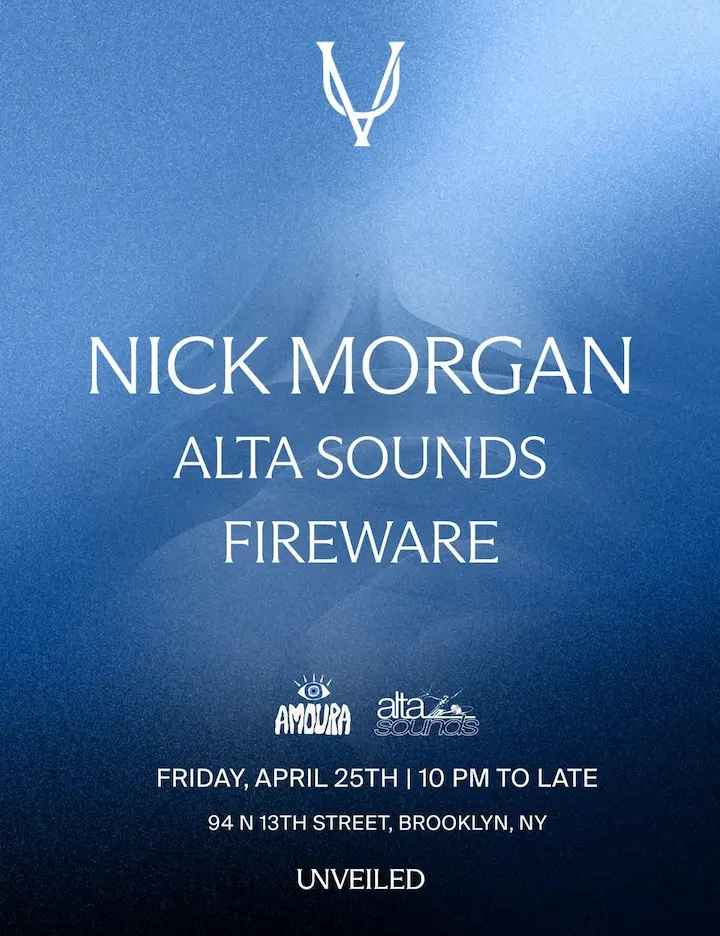 NICK MORGAN
ALTA SOUNDS
FIREWARE
AMOURA
alta
sounds
FRIDAY, APRIL 25TH | 10 PM TO LATE
94 N 13TH STREET, BROOKLYN, NY
UNVEILED